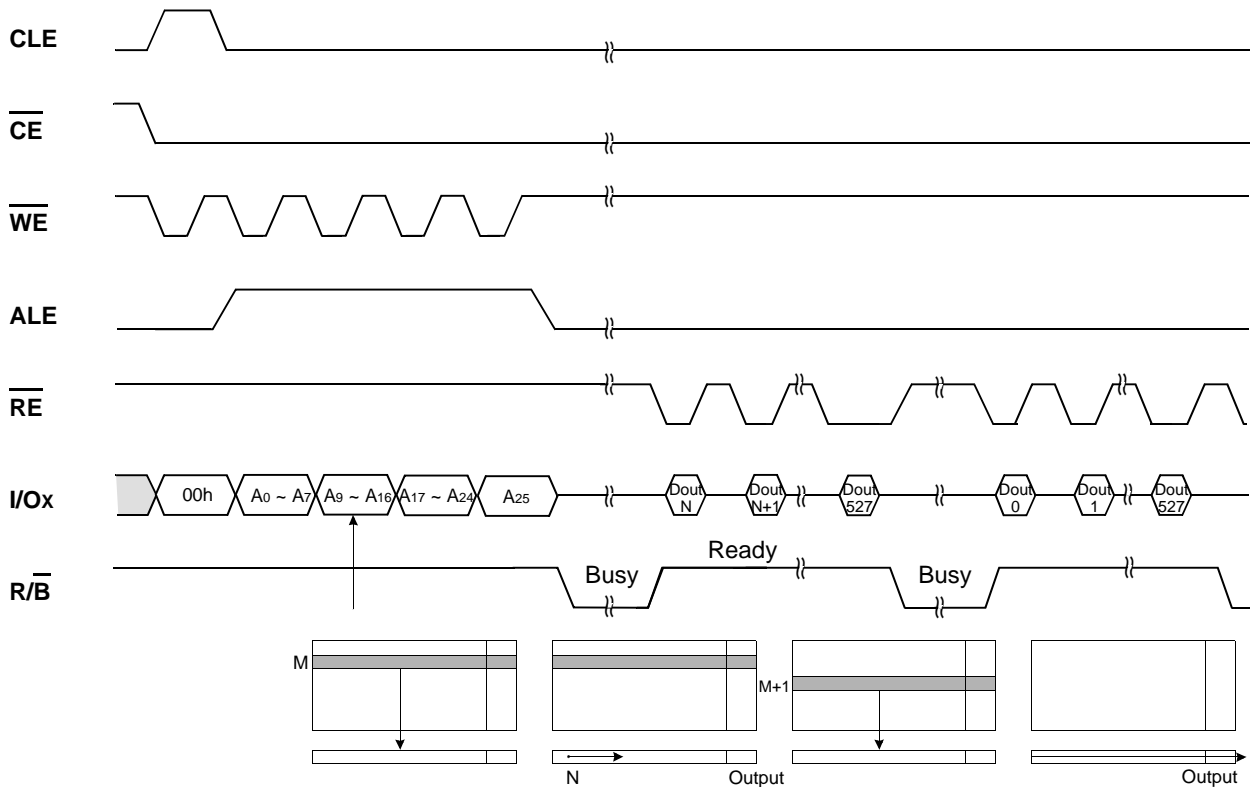 CLE
CE
WE
ALE
RE
I/Ox 00h A0 ~ A7 A9 ~ A16 A17 ~ A24 A25 Dout N Dout N+1 Dout 527 Dout 0 Dout 1 Dout 527
R/B Busy Ready Busy
M M+1
N Output Output